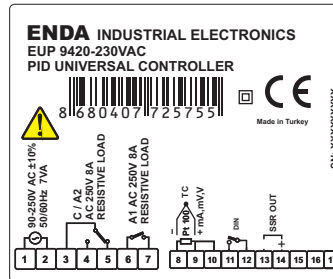 ENDA INDUSTRIAL ELECTRONICS
EUP 9420-230VAC
PID UNIVERSAL CONTROLLER
8 680407 725755
CE
Made in Turkey
90-250V AC ±10%
50/60Hz 7VA
C / A2
AC 250V 8A
RESISTIVE LOAD
A1 AC 250V 8A
RESISTIVE LOAD
TC
Pt 100
+ mA,mV,V
DIN
SSR OUT
- +
1 2 3 4 5 6 7 8 9 10 11 12 13 14 15 16